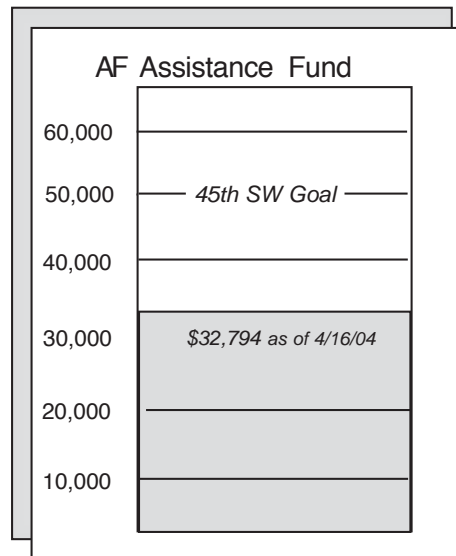 AF Assistance Fund
60,000
50,000 45th SW Goal
40,000
30,000 $32,794 as of 4/16/04
20,000
10,000